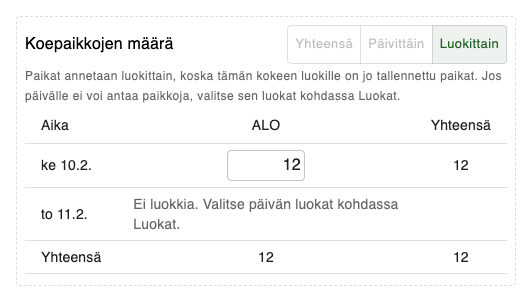 Koepaikkojen määrä Yhteensä Päivittäin Luokittain
Paikat annetaan luokittain, koska tämän kokeen luokille on jo tallennettu paikat. Jos
päivälle ei voi antaa paikkoja, valitse sen luokat kohdassa Luokat.
Aika ALO Yhteensä
ke 10.2. 12 12
to 11.2. Ei luokkia. Valitse päivän luokat kohdassa
Luokat.
Yhteensä 12 12